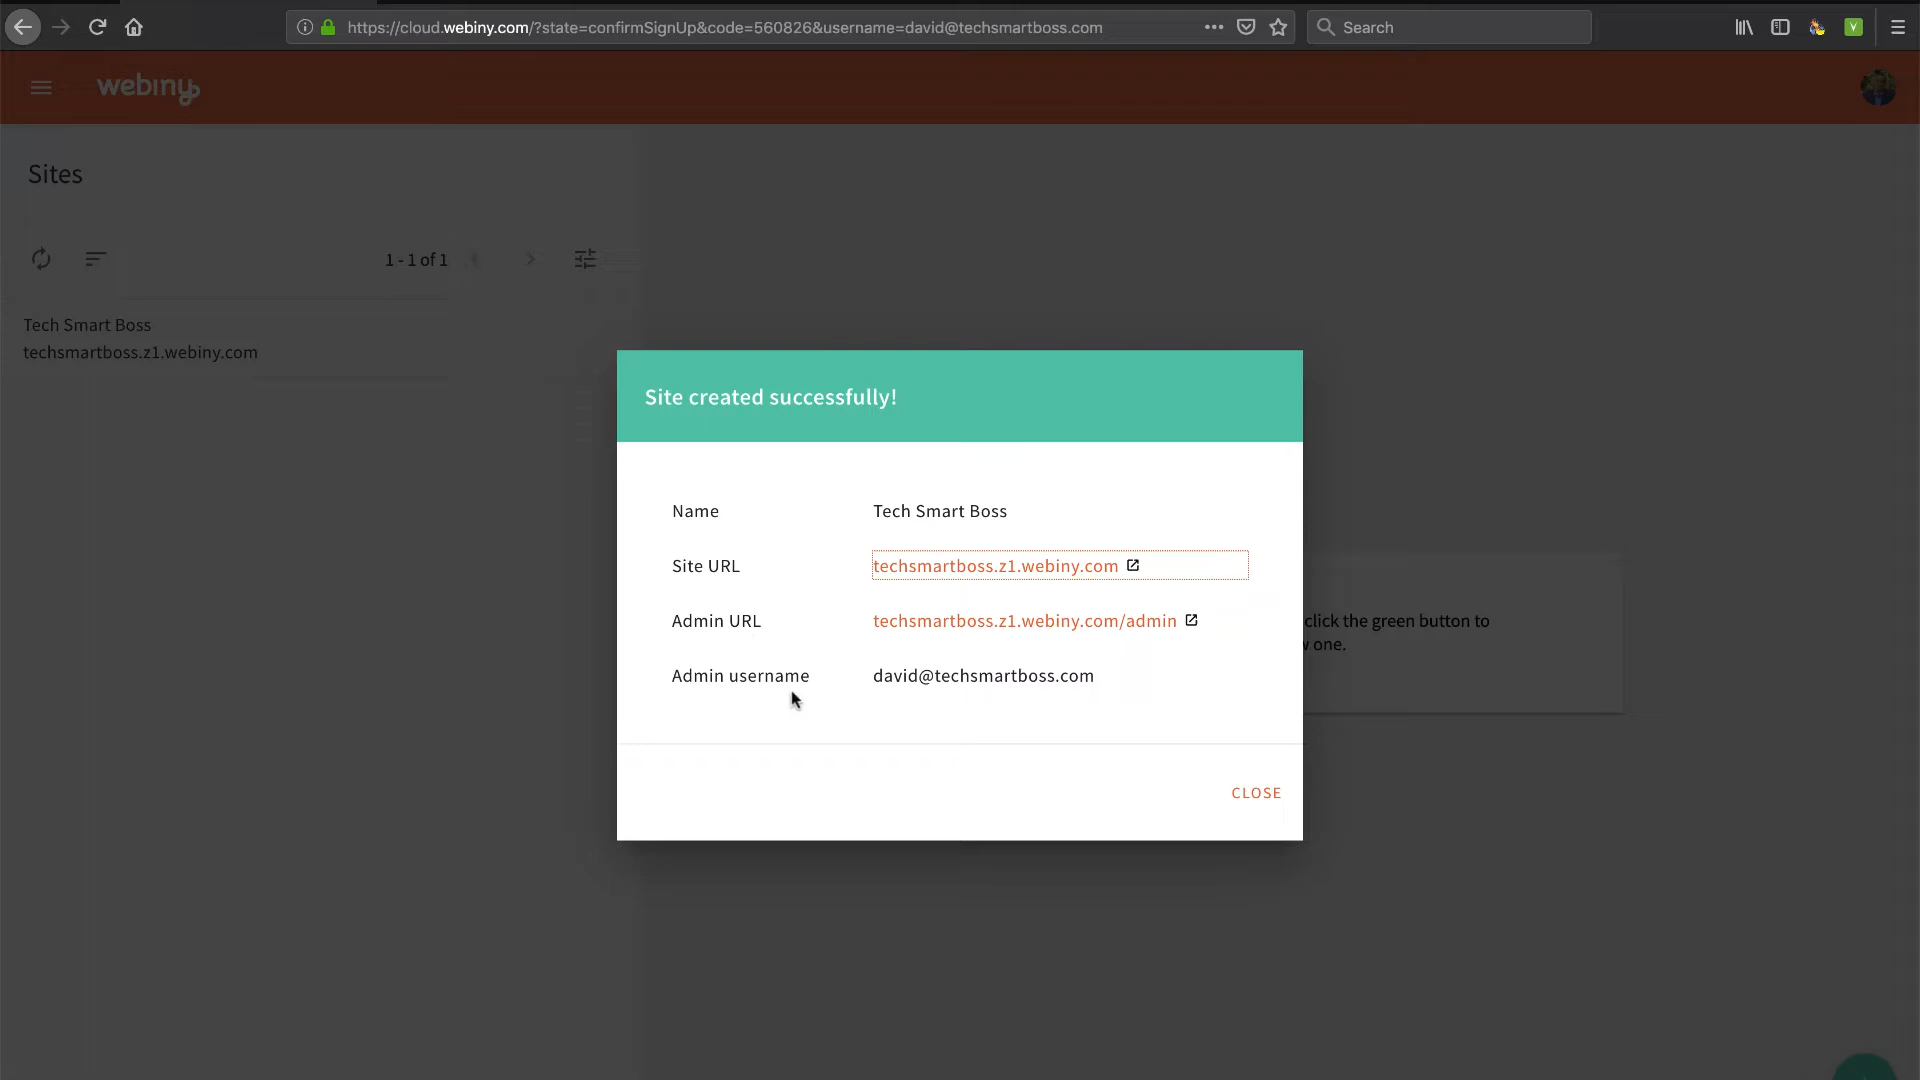 https://cloud.webiny.com/?state=confirmSignUp&code=560826&username=david@techsmartboss.com
Search
webiny
Sites
1 - 1 of 1
Tech Smart Boss
techsmartboss.z1.webiny.com
Site created successfully!
Name Tech Smart Boss
Site URL techsmartboss.z1.webiny.com
Admin URL techsmartboss.z1.webiny.com/admin
Admin username david@techsmartboss.com
click the green button to
one.
CLOSE